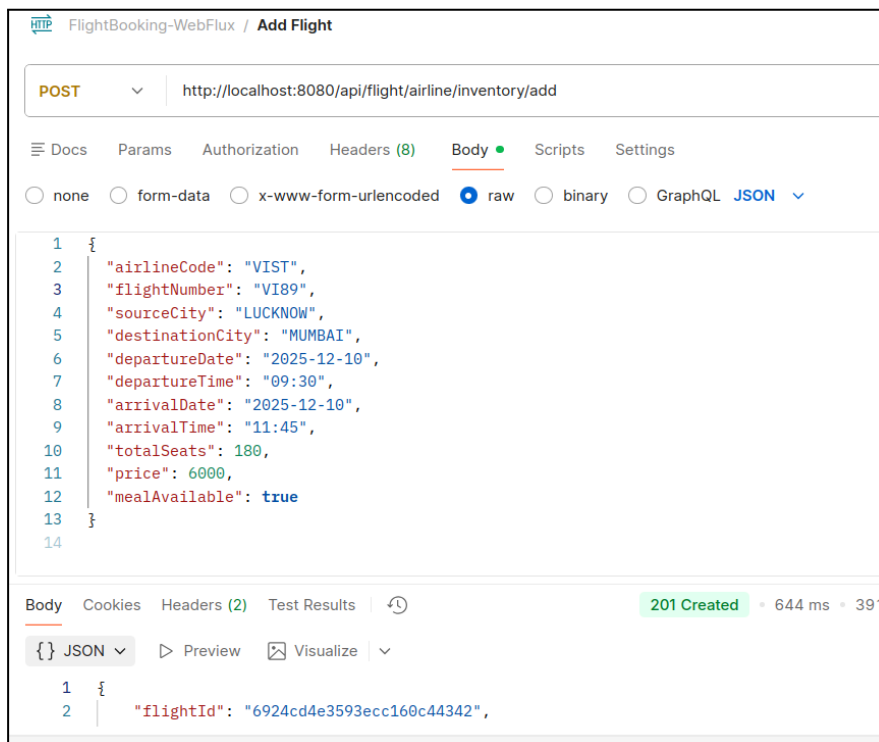 HTTP FlightBooking-WebFlux / Add Flight
POST http://localhost:8080/api/flight/airline/inventory/add
Docs Params Authorization Headers (8) Body Scripts Settings
none form-data x-www-form-urlencoded raw binary GraphQL JSON
1 {
2 "airlineCode": "VIST",
3 "flightNumber": "VI89",
4 "sourceCity": "LUCKNOW",
5 "destinationCity": "MUMBAI",
6 "departureDate": "2025-12-10",
7 "departureTime": "09:30",
8 "arrivalDate": "2025-12-10",
9 "arrivalTime": "11:45",
10 "totalSeats": 180,
11 "price": 6000,
12 "mealAvailable": true
13 }
14
Body Cookies Headers (2) Test Results 201 Created • 644 ms • 391
{} JSON Preview Visualize
1 {
2 "flightId": "6924cd4e3593ecc160c44342",